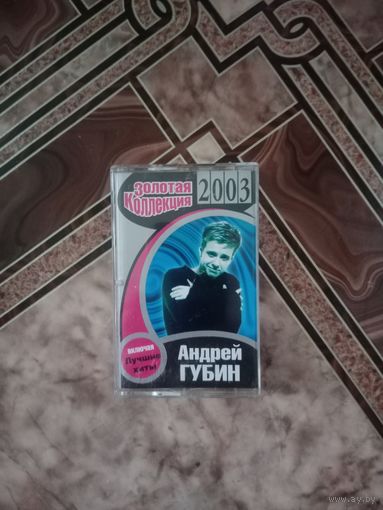 Золотая
Коллекция
2003
включая
Лучшие
хиты
Андрей
ГУБИН
www.ay.by